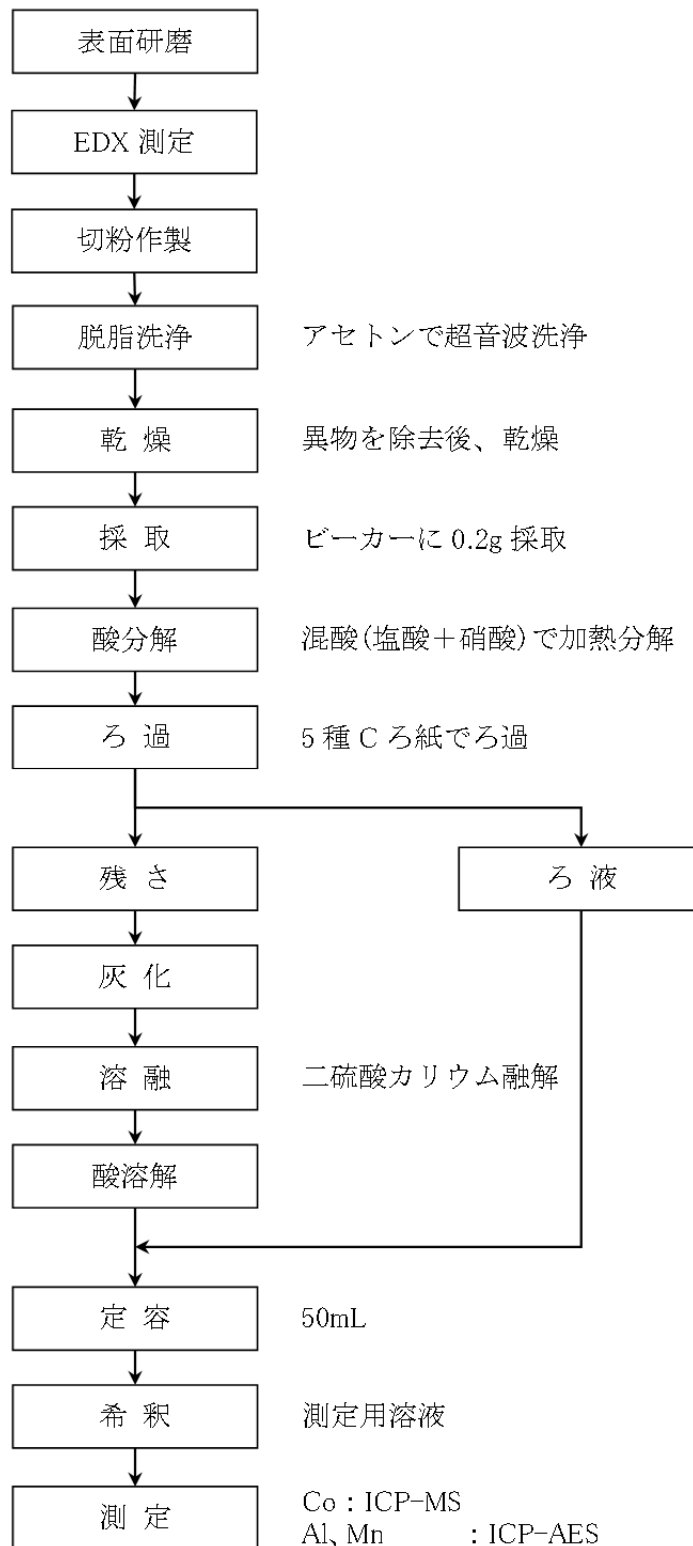 表面研磨
EDX 測定
切粉作製
脱脂洗浄 アセトンで超音波洗浄
乾 燥 異物を除去後、乾燥
採 取 ビーカーに 0.2g 採取
酸分解 混酸(塩酸＋硝酸)で加熱分解
ろ 過 5 種 C ろ紙でろ過
残 さ ろ 液
灰 化
溶 融 二硫酸カリウム融解
酸溶解
定 容 50mL
希 釈 測定用溶液
測 定 Co : ICP-MS
Al、Mn : ICP-AES